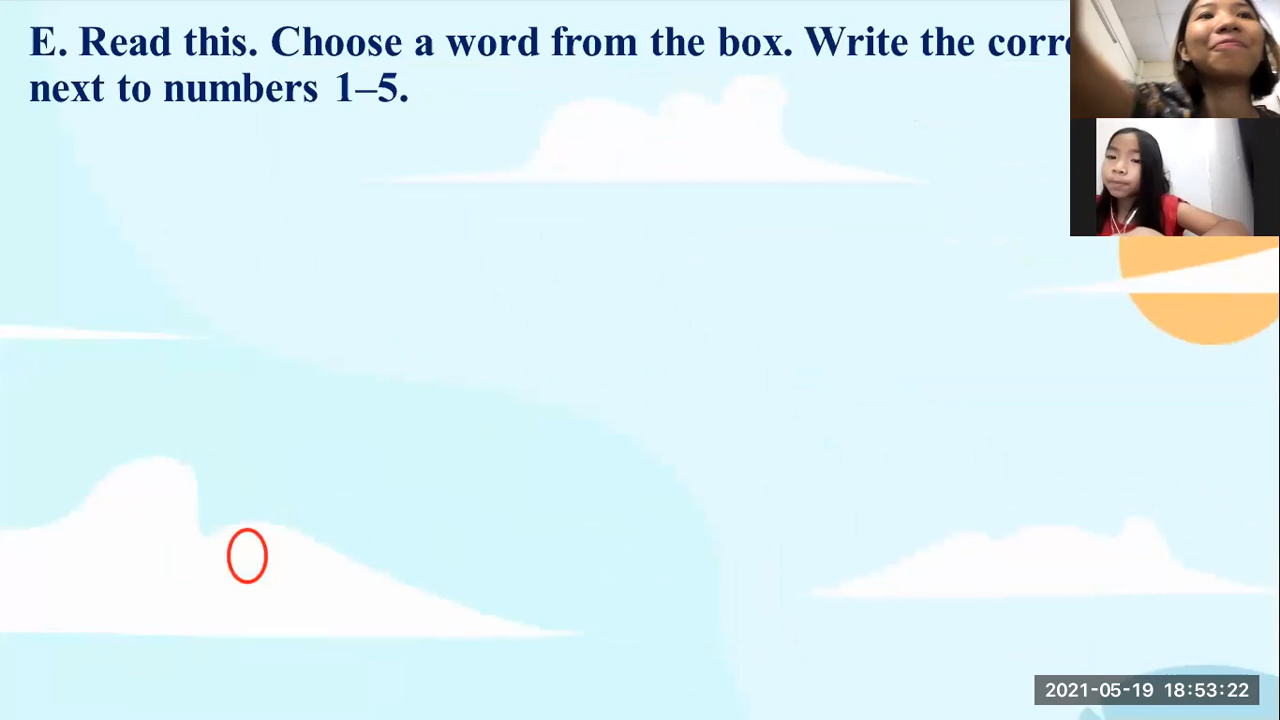 E. Read this. Choose a word from the box. Write the
next to numbers 1–5.
2021-05-19 18:53:22